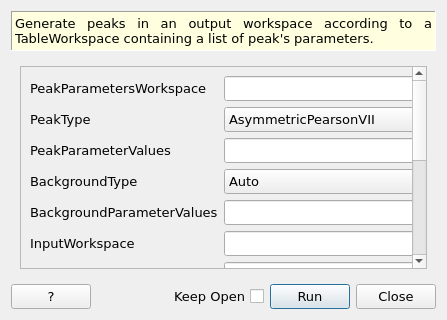 Generate peaks in an output workspace according to a
TableWorkspace containing a list of peak's parameters.
PeakParametersWorkspace
PeakType AsymmetricPearsonVII
PeakParameterValues
BackgroundType Auto
BackgroundParameterValues
InputWorkspace
? Keep Open Run Close